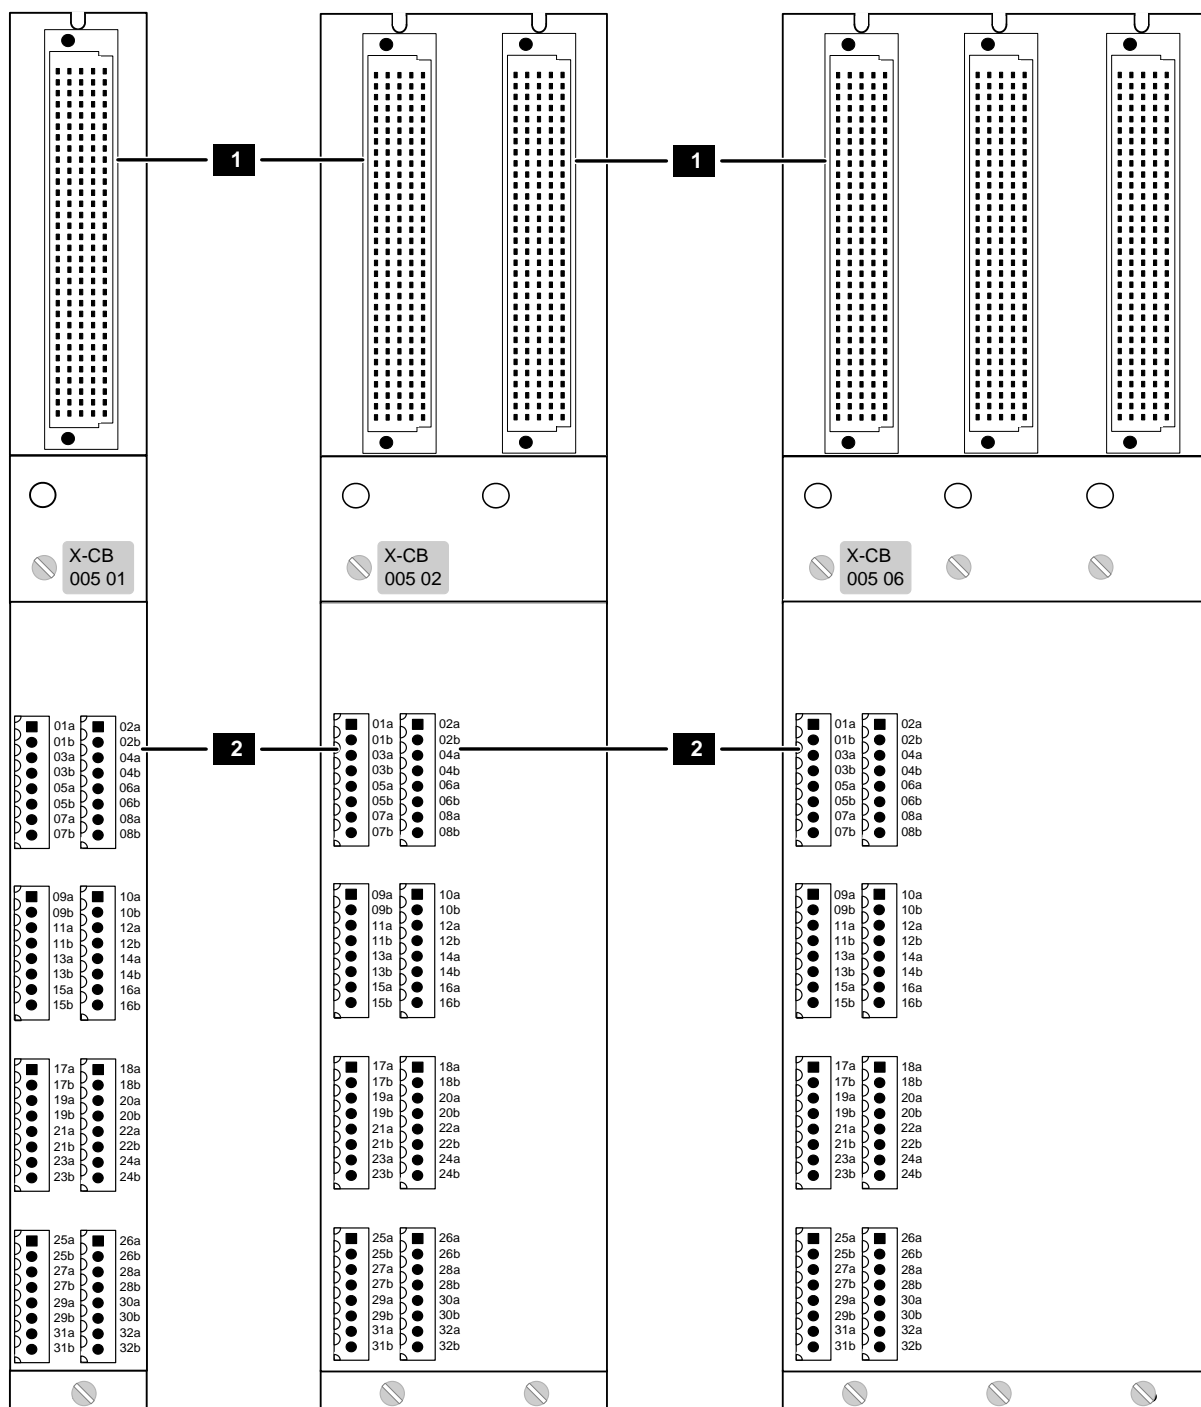 1
1
X-CB
005 01
X-CB
005 02
X-CB
005 06
2
2
01a 02a
01b 02b
03a 04a
03b 04b
05a 06a
05b 06b
07a 08a
07b 08b
09a 10a
09b 10b
11a 12a
11b 12b
13a 14a
13b 14b
15a 16a
15b 16b
17a 18a
17b 18b
19a 20a
19b 20b
21a 22a
21b 22b
23a 24a
23b 24b
25a 26a
25b 26b
27a 28a
27b 28b
29a 30a
29b 30b
31a 32a
31b 32b
01a 02a
01b 02b
03a 04a
03b 04b
05a 06a
05b 06b
07a 08a
07b 08b
09a 10a
09b 10b
11a 12a
11b 12b
13a 14a
13b 14b
15a 16a
15b 16b
17a 18a
17b 18b
19a 20a
19b 20b
21a 22a
21b 22b
23a 24a
23b 24b
25a 26a
25b 26b
27a 28a
27b 28b
29a 30a
29b 30b
31a 32a
31b 32b
01a 02a
01b 02b
03a 04a
03b 04b
05a 06a
05b 06b
07a 08a
07b 08b
09a 10a
09b 10b
11a 12a
11b 12b
13a 14a
13b 14b
15a 16a
15b 16b
17a 18a
17b 18b
19a 20a
19b 20b
21a 22a
21b 22b
23a 24a
23b 24b
25a 26a
25b 26b
27a 28a
27b 28b
29a 30a
29b 30b
31a 32a
31b 32b